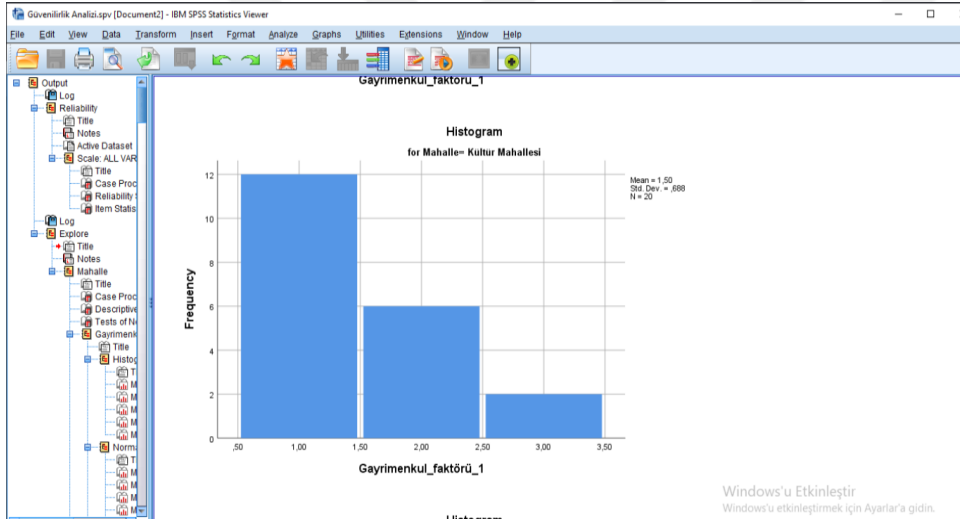 Güvenilirlik Analizi.spv [Document2] - IBM SPSS Statistics Viewer
File Edit View Data Transform Insert Format Analyze Graphs Utilities Extensions Window Help
Output
Log
Reliability
Title
Notes
Active Dataset
Scale: ALL VAR
Title
Case Proc
Reliability
Item Statis
Log
Explore
Title
Notes
Mahalle
Title
Case Proc
Descriptive
Tests of N
Gayrimenk
Title
Histog
T
M
M
M
M
M
Norma
T
M
M
M
M
Gayrimenkul_faktörü_1
Histogram
for Mahalle= Kültür Mahallesi
Mean = 1,50
Std. Dev. = ,688
N = 20
Frequency
12
10
8
6
4
2
0
,50 1,00 1,50 2,00 2,50 3,00 3,50
Gayrimenkul_faktörü_1
Histogram
Windows'u Etkinleştir
Windows'u etkinleştirmek için Ayarlar'a gidin.